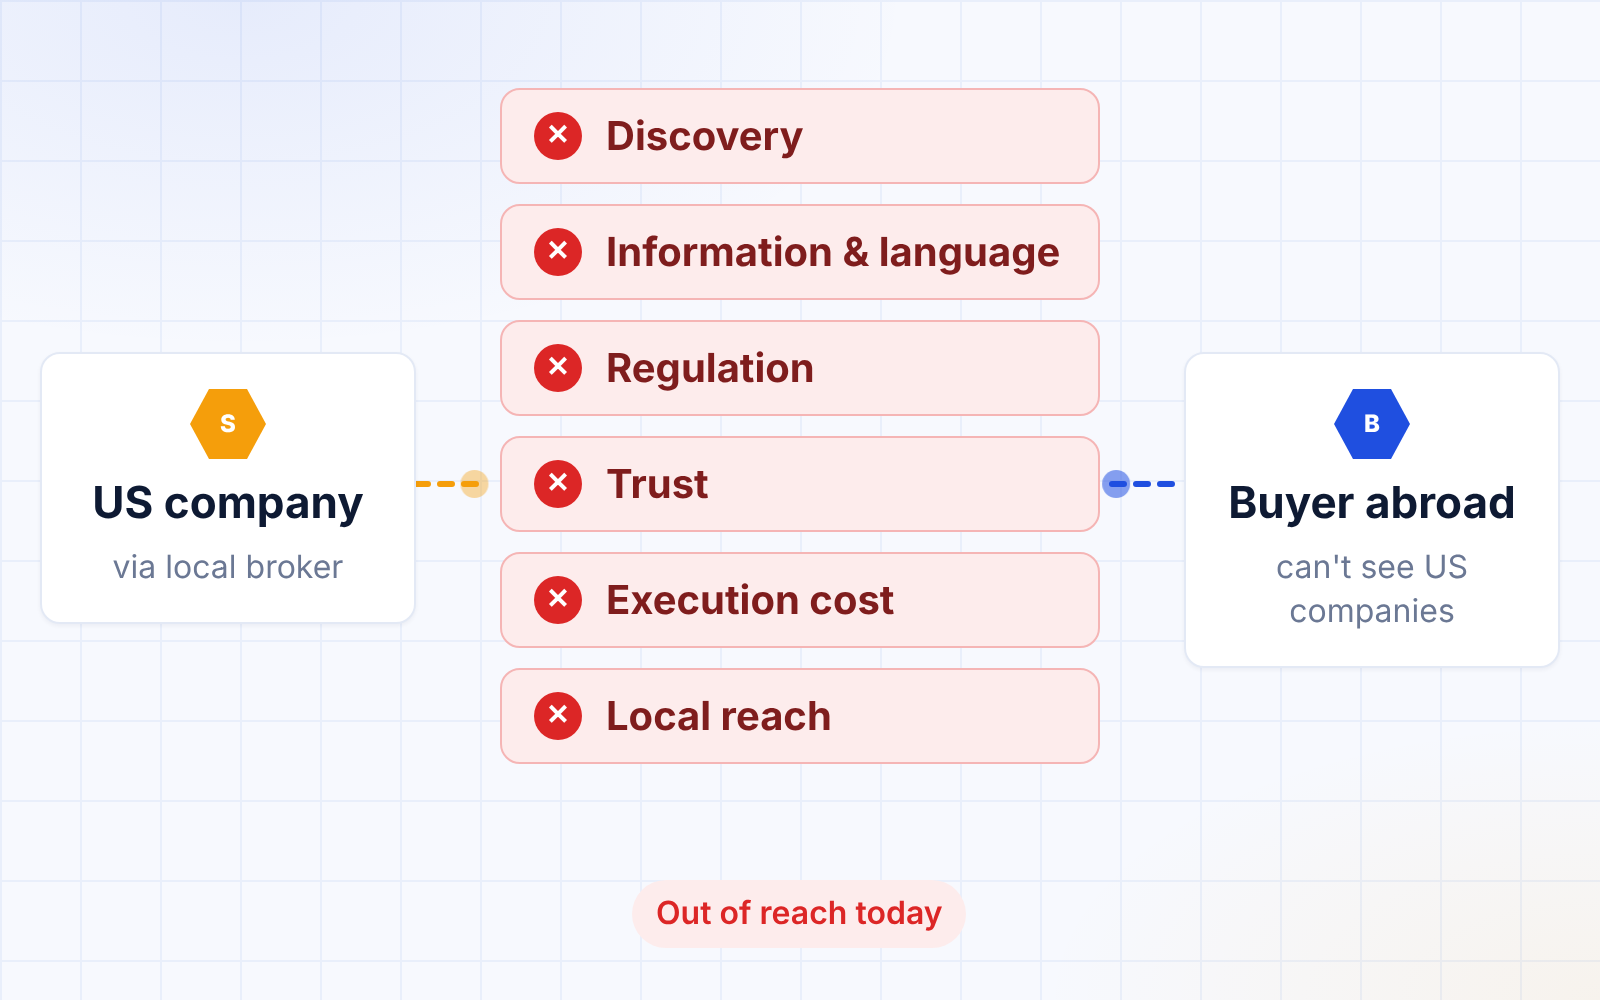 Discovery
Information & language
Regulation
Trust
Execution cost
Local reach
S
US company
via local broker
B
Buyer abroad
can't see US
companies
Out of reach today